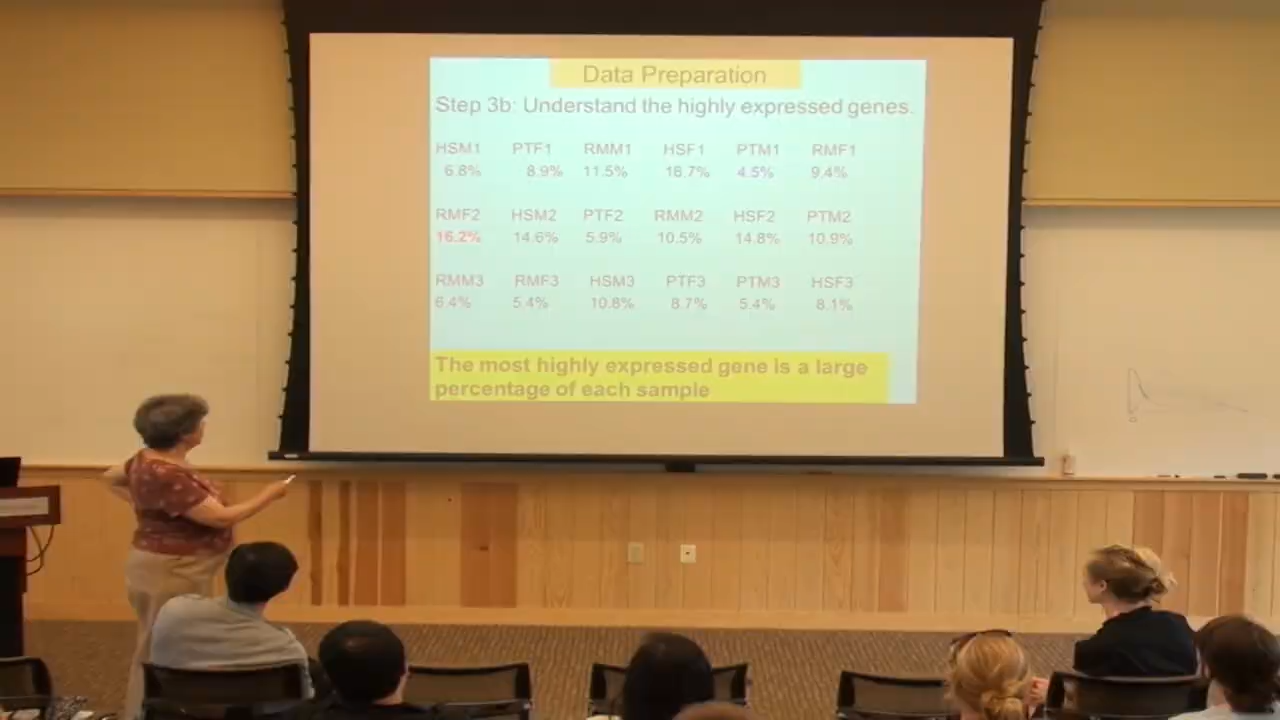 Data Preparation
Step 3b: Understand the highly expressed genes.
HSM1 PTF1 RMM1 HSF1 PTM1 RMF1
6.8% 8.9% 11.5% 16.7% 4.5% 9.4%
RMF2 HSM2 PTF2 RMM2 HSF2 PTM2
16.2% 14.6% 5.9% 10.5% 14.8% 10.9%
RMM3 RMF3 HSM3 PTF3 PTM3 HSF3
6.4% 5.4% 10.8% 8.7% 5.4% 8.1%
The most highly expressed gene is a large
percentage of each sample